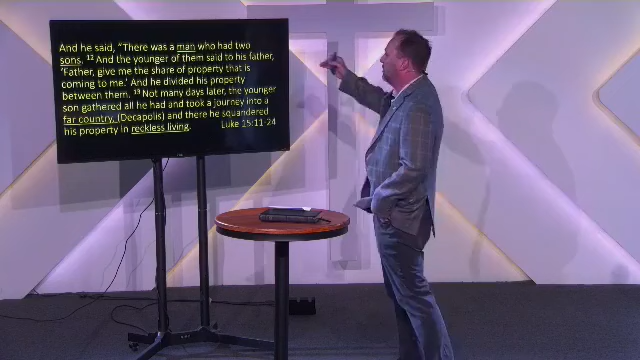 And he said, "There was a man who had two
sons. 12 And the younger of them said to his father,
'Father, give me the share of property that is
coming to me.' And he divided his property
between them. 13 Not many days later, the younger
son gathered all he had and took a journey into a
far country, (Decapolis) and there he squandered
his property in reckless living. Luke 15:11-24